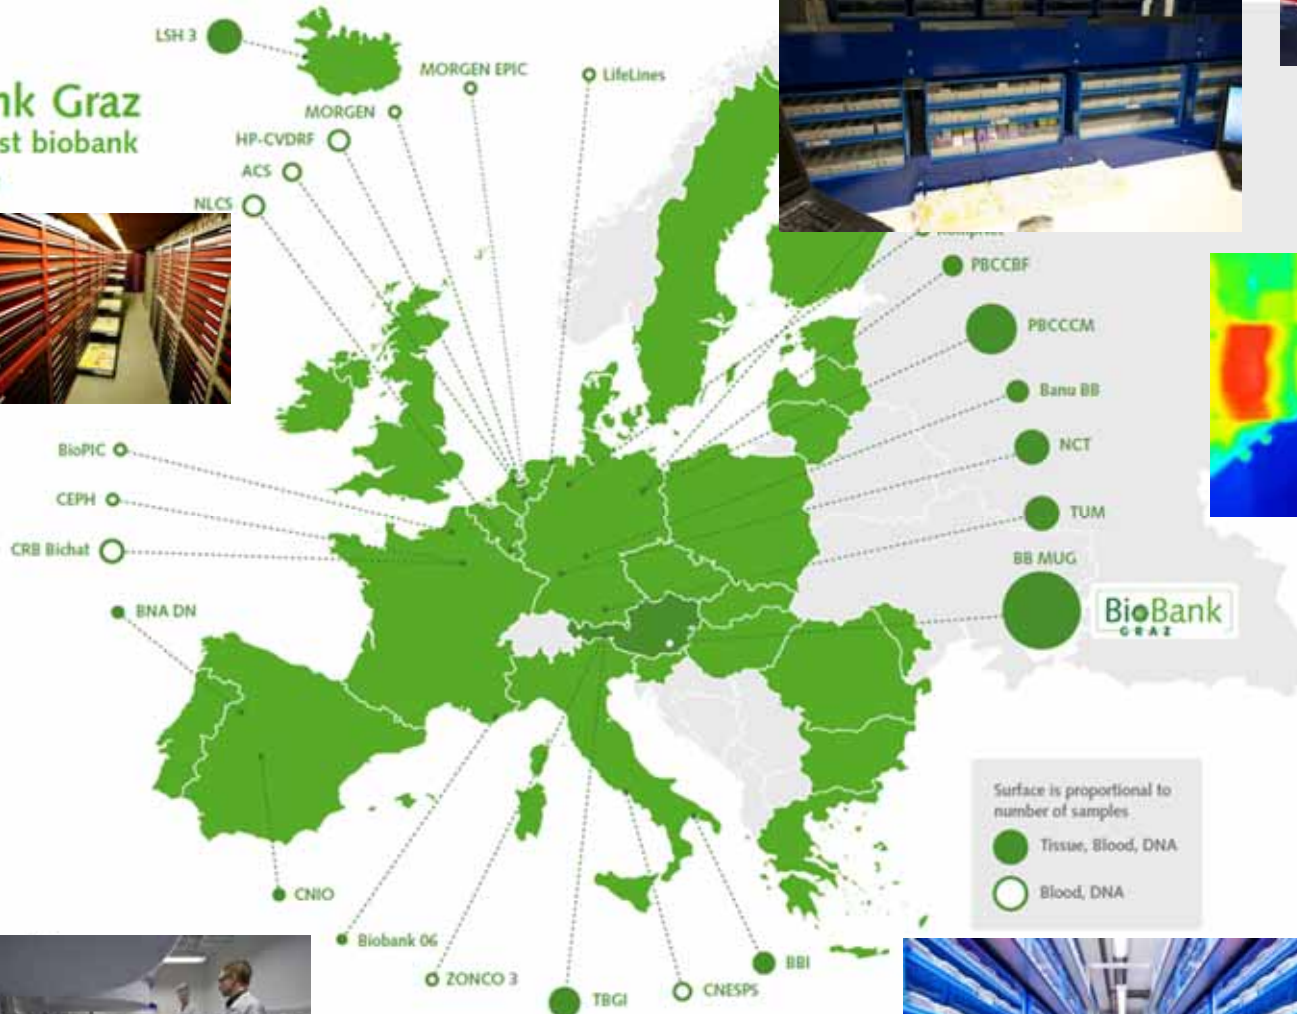 nk Graz
st biobank
LSH 3
MORGEN EPIC
LifeLines
MORGEN
HP-CVDRF
ACS
NLCS
PBCCBF
PBCCCM
Banu BB
BioPIC
NCT
CEPH
TUM
CRB Bichat
BB MUG
BNA DN
BioBank
GRAZ
Surface is proportional to
number of samples
Tissue, Blood, DNA
Blood, DNA
CNIO
Biobank 06
ZONCO 3
BBI
CNESPS
TBGI